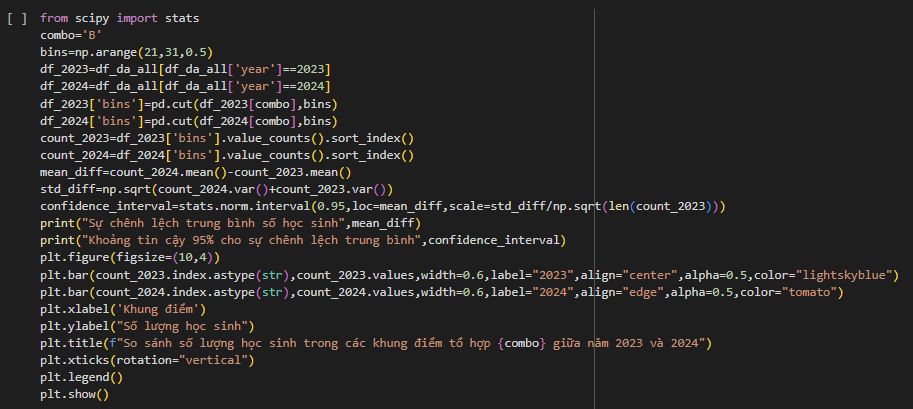 [ ] from scipy import stats
combo='B'
bins=np.arange(21,31,0.5)
df_2023=df_da_all[df_da_all['year']==2023]
df_2024=df_da_all[df_da_all['year']==2024]
df_2023['bins']=pd.cut(df_2023[combo],bins)
df_2024['bins']=pd.cut(df_2024[combo],bins)
count_2023=df_2023['bins'].value_counts().sort_index()
count_2024=df_2024['bins'].value_counts().sort_index()
mean_diff=count_2024.mean()-count_2023.mean()
std_diff=np.sqrt(count_2024.var()+count_2023.var())
confidence_interval=stats.norm.interval(0.95,loc=mean_diff,scale=std_diff/np.sqrt(len(count_2023)))
print("Sự chênh lệch trung bình số học sinh",mean_diff)
print("Khoảng tin cậy 95% cho sự chênh lệch trung bình",confidence_interval)
plt.figure(figsize=(10,4))
plt.bar(count_2023.index.astype(str),count_2023.values,width=0.6,label="2023",align="center",alpha=0.5,color="lightskyblue")
plt.bar(count_2024.index.astype(str),count_2024.values,width=0.6,label="2024",align="edge",alpha=0.5,color="tomato")
plt.xlabel('Khung điểm')
plt.ylabel("Số lượng học sinh")
plt.title(f"So sánh số lượng học sinh trong các khung điểm tổ hợp {combo} giữa năm 2023 và 2024")
plt.xticks(rotation="vertical")
plt.legend()
plt.show()